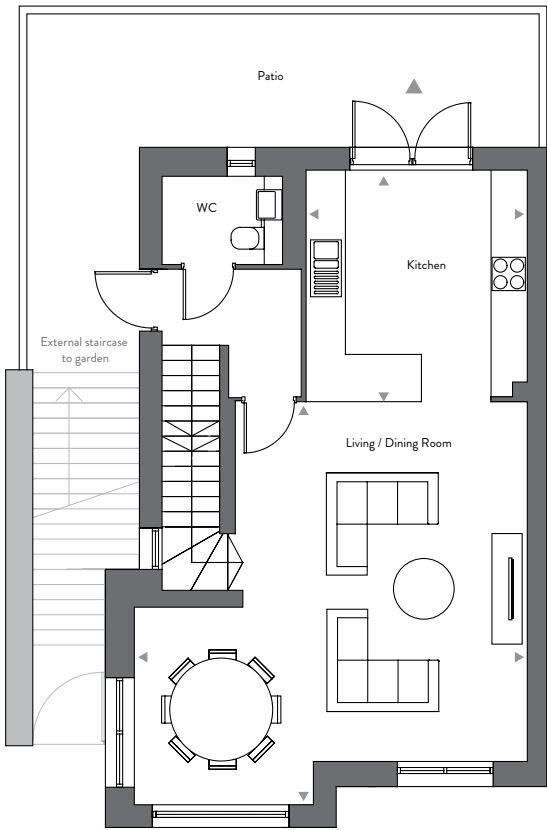 Patio
WC
Kitchen
External staircase
to garden
Living / Dining Room